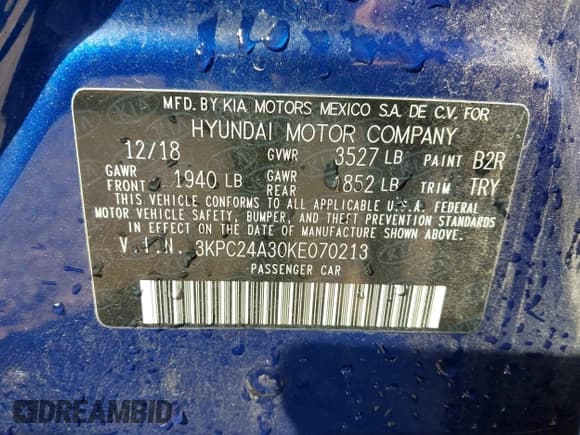 MFD. BY KIA MOTORS MEXICO S.A. DE C.V. FOR
HYUNDAI MOTOR COMPANY
12/18 GVWR 3527 LB PAINT B2R
GAWR FRONT 1940 LB GAWR REAR 1852 LB TRIM TRY
THIS VEHICLE CONFORMS TO ALL APPLICABLE U.S.A. FEDERAL
MOTOR VEHICLE SAFETY, BUMPER, AND THEFT PREVENTION STANDARDS
IN EFFECT ON THE DATE OF MANUFACTURE SHOWN ABOVE.
V.I.N. 3KPC24A30KE070213
PASSENGER CAR
DREAMBID